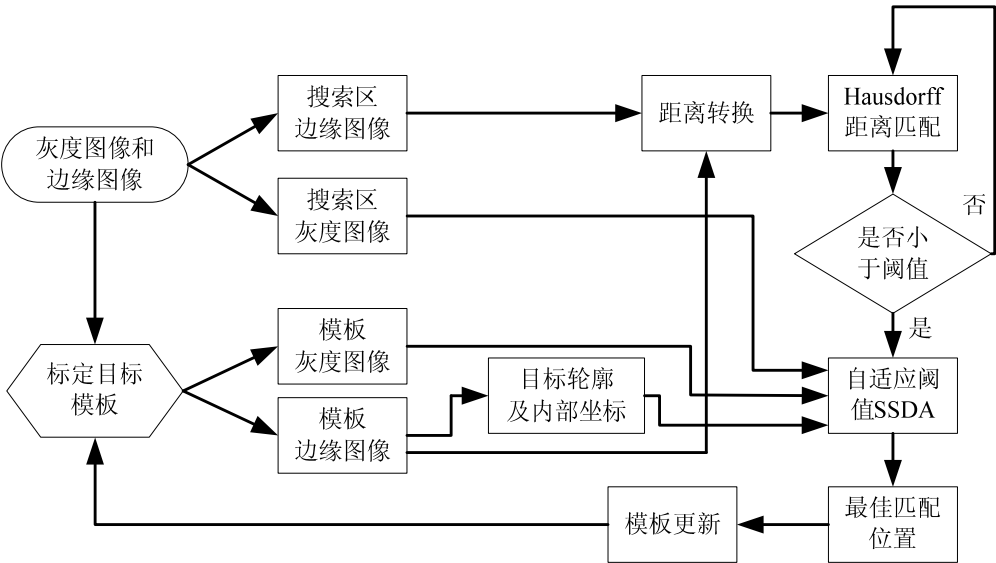 灰度图像和
边缘图像
搜索区
边缘图像
搜索区
灰度图像
距离转换
Hausdorff
距离匹配
是否小
于阈值
否
是
标定目标
模板
模板
灰度图像
模板
边缘图像
目标轮廓
及内部坐标
自适应阈
值SSDA
最佳匹配
位置
模板更新